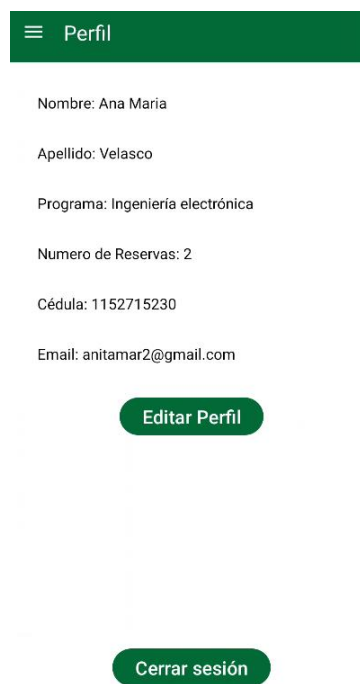 Perfil
Nombre: Ana Maria
Apellido: Velasco
Programa: Ingeniería electrónica
Numero de Reservas: 2
Cédula: 1152715230
Email: anitamar2@gmail.com
Editar Perfil
Cerrar sesión